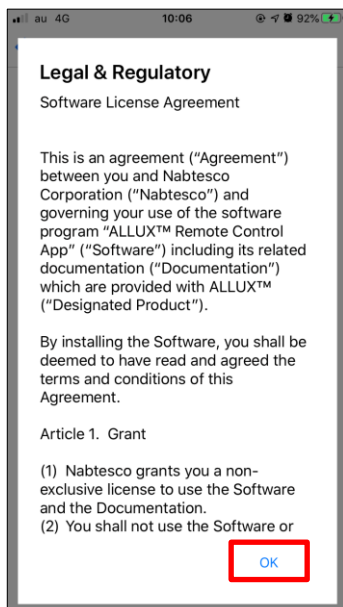 au 4G 10:06 92%
Legal & Regulatory
Software License Agreement
This is an agreement (“Agreement”)
between you and Nabtesco
Corporation (“Nabtesco”) and
governing your use of the software
program “ALLUX™ Remote Control
App” (“Software”) including its related
documentation (“Documentation”)
which are provided with ALLUX™
(“Designated Product”).
By installing the Software, you shall be
deemed to have read and agreed the
terms and conditions of this
Agreement.
Article 1.  Grant
(1)  Nabtesco grants you a non-
exclusive license to use the Software
and the Documentation.
(2)  You shall not use the Software or
OK